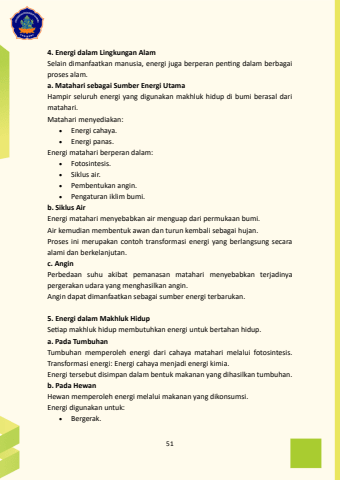 4. Energi dalam Lingkungan Alam
Selain dimanfaatkan manusia, energi juga berperan penting dalam berbagai
proses alam.
a. Matahari sebagai Sumber Energi Utama
Hampir seluruh energi yang digunakan makhluk hidup di bumi berasal dari
matahari.
Matahari menyediakan:
• Energi cahaya.
• Energi panas.
Energi matahari berperan dalam:
• Fotosintesis.
• Siklus air.
• Pembentukan angin.
• Pengaturan iklim bumi.
b. Siklus Air
Energi matahari menyebabkan air menguap dari permukaan bumi.
Air kemudian membentuk awan dan turun kembali sebagai hujan.
Proses ini merupakan contoh transformasi energi yang berlangsung secara
alami dan berkelanjutan.
c. Angin
Perbedaan suhu akibat pemanasan matahari menyebabkan terjadinya
pergerakan udara yang menghasilkan angin.
Angin dapat dimanfaatkan sebagai sumber energi terbarukan.
5. Energi dalam Makhluk Hidup
Setiap makhluk hidup membutuhkan energi untuk bertahan hidup.
a. Pada Tumbuhan
Tumbuhan memperoleh energi dari cahaya matahari melalui fotosintesis.
Transformasi energi: Energi cahaya menjadi energi kimia.
Energi tersebut disimpan dalam bentuk makanan yang dihasilkan tumbuhan.
b. Pada Hewan
Hewan memperoleh energi melalui makanan yang dikonsumsi.
Energi digunakan untuk:
• Bergerak.
51